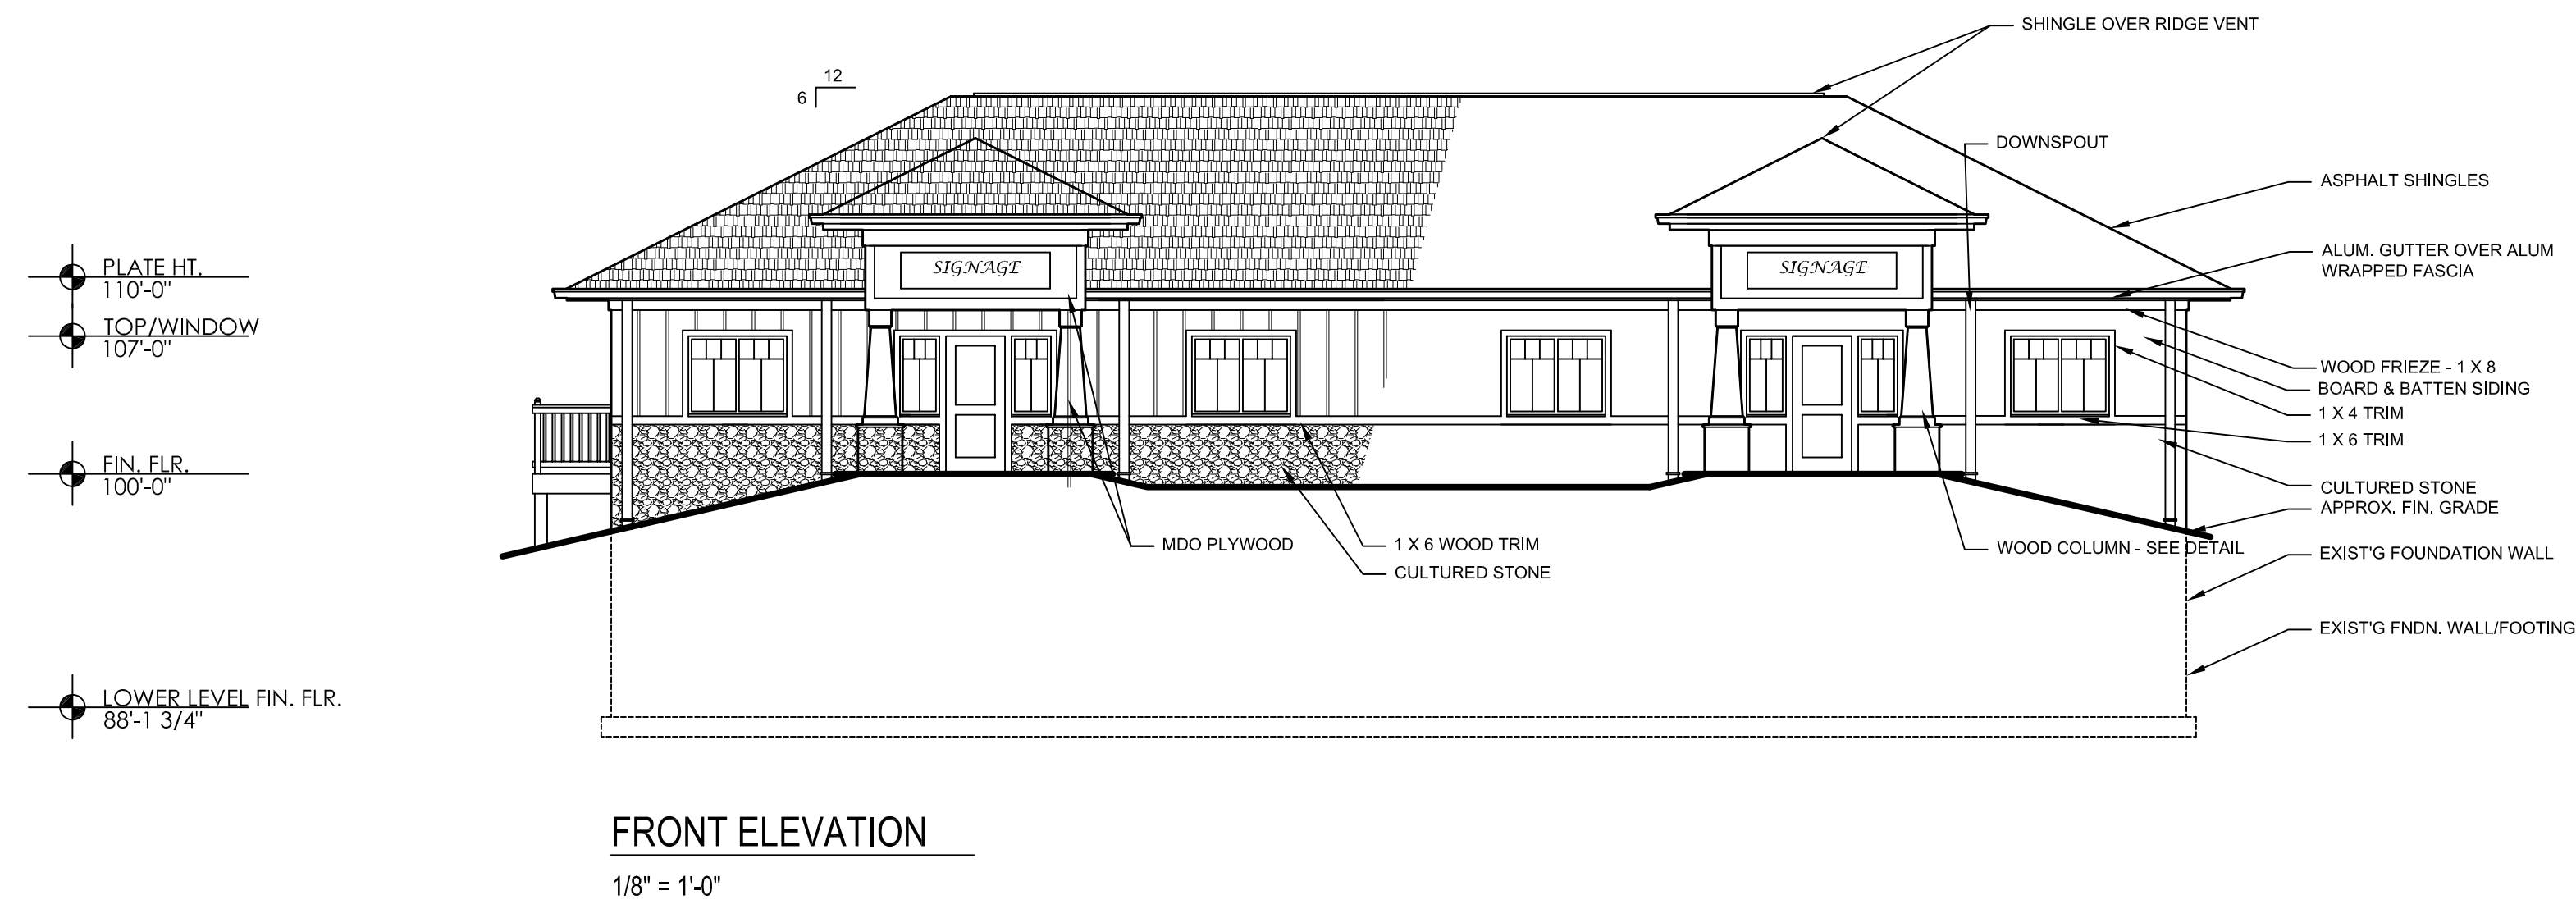 SHINGLE OVER RIDGE VENT
12
6
DOWNSPOUT
ASPHALT SHINGLES
ALUM. GUTTER OVER ALUM
WRAPPED FASCIA
PLATE HT.
110'-0"
SIGNAGE
SIGNAGE
TOP/WINDOW
107'-0"
WOOD FRIEZE - 1 X 8
BOARD & BATTEN SIDING
1 X 4 TRIM
1 X 6 TRIM
FIN. FLR.
100'-0"
CULTURED STONE
APPROX. FIN. GRADE
MDO PLYWOOD
1 X 6 WOOD TRIM
CULTURED STONE
WOOD COLUMN - SEE DETAIL
EXIST'G FOUNDATION WALL
EXIST'G FNDN. WALL/FOOTING
LOWER LEVEL FIN. FLR.
88'-1 3/4"
FRONT ELEVATION
1/8" = 1'-0"